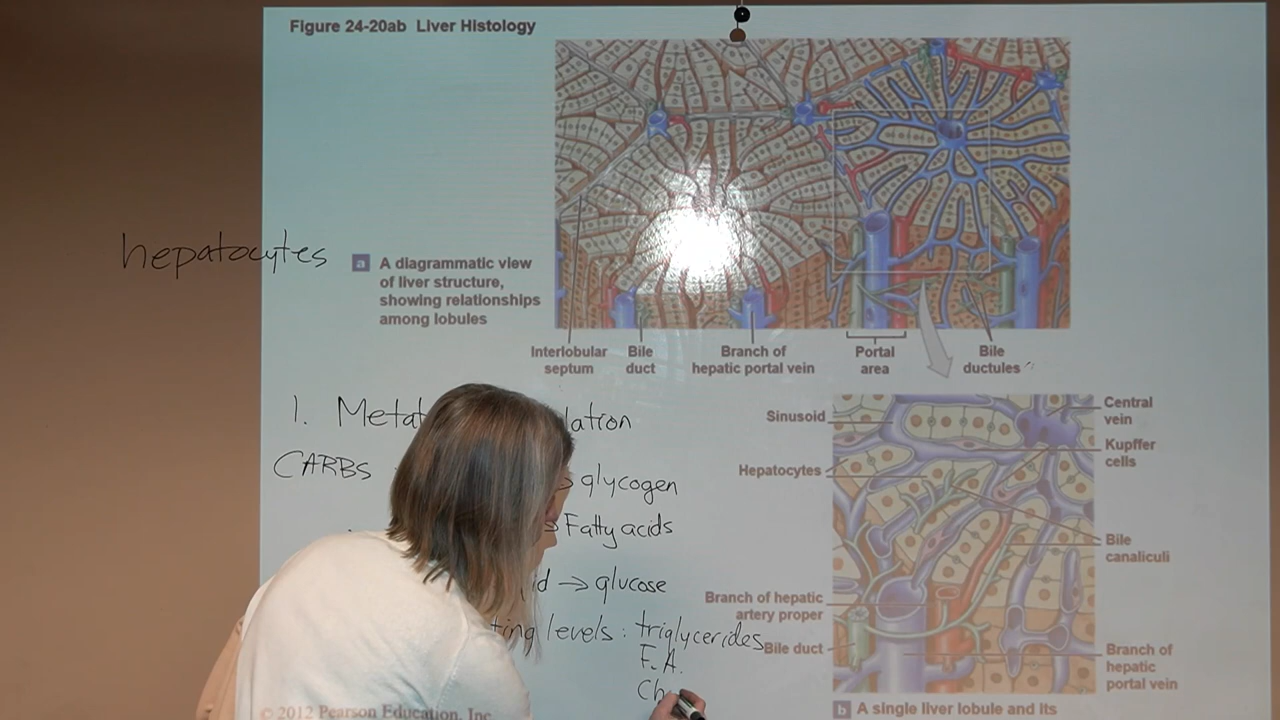 Figure 24-20ab Liver Histology
hepatocytes
a A diagrammatic view
of liver structure,
showing relationships
among lobules
Interlobular
septum
Bile
duct
Branch of
hepatic portal vein
Portal
area
Bile
ductules
1. Metab lation
CARBS
glycogen
Fatty acids
id → glucose
ting levels: triglycerides
F.A.
Ch
Sinusoid
Hepatocytes
Branch of hepatic
artery proper
Bile duct
Central
vein
Kupffer
cells
Bile
canaliculi
Branch of
hepatic
portal vein
© 2012 Pearson Education, Inc.
b A single liver lobule and its